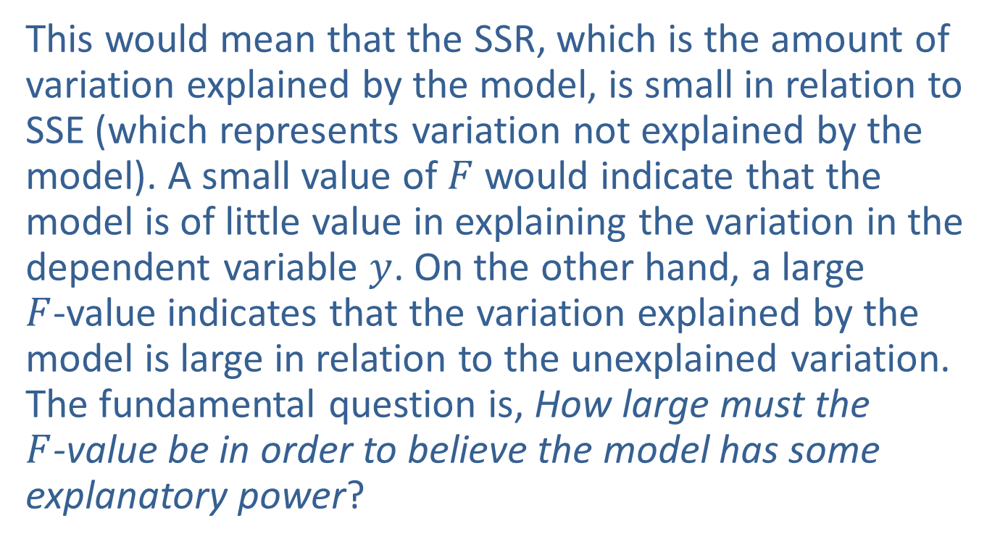 This would mean that the SSR, which is the amount of
variation explained by the model, is small in relation to
SSE (which represents variation not explained by the
model). A small value of F would indicate that the
model is of little value in explaining the variation in the
dependent variable y. On the other hand, a large
F-value indicates that the variation explained by the
model is large in relation to the unexplained variation.
The fundamental question is, How large must the
F-value be in order to believe the model has some
explanatory power?